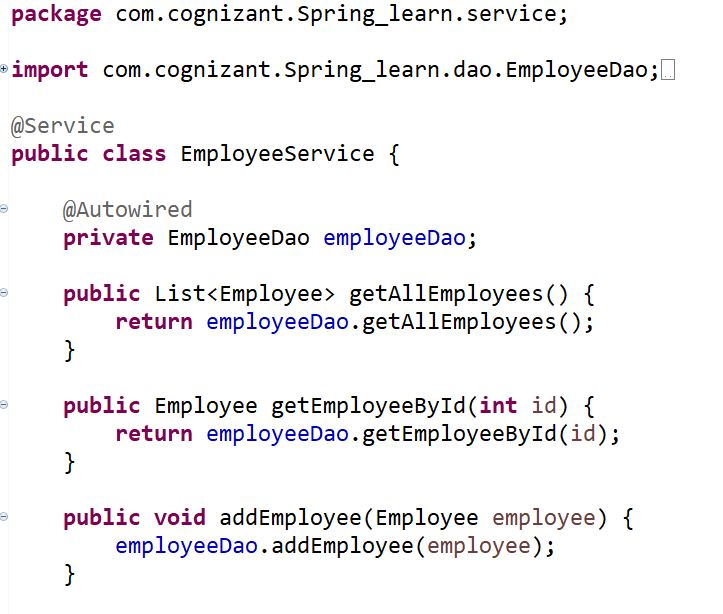 package com.cognizant.Spring_learn.service;
import com.cognizant.Spring_learn.dao.EmployeeDao;
@Service
public class EmployeeService {
@Autowired
private EmployeeDao employeeDao;
public List<Employee> getAllEmployees() {
return employeeDao.getAllEmployees();
}
public Employee getEmployeeById(int id) {
return employeeDao.getEmployeeById(id);
}
public void addEmployee(Employee employee) {
employeeDao.addEmployee(employee);
}